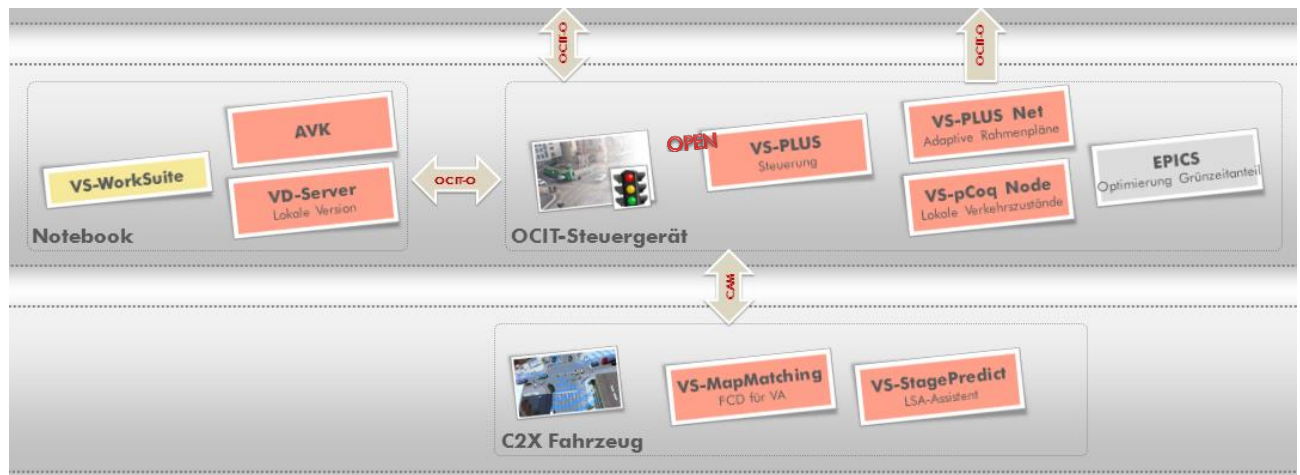 OCIT-O
OCIT-O
AVK
VS-WorkSuite
VD-Server
Lokale Version
Notebook
OCIT-O
OPEN
VS-PLUS
Steuerung
VS-PLUS Net
Adaptive Rahmenpläne
VS-pCoq Node
Lokale Verkehrszustände
EPICS
Optimierung Grünzeitanteil
OCIT-Steuergerät
CAM
VS-MapMatching
FCD für VA
VS-StagePredict
LSA-Assistent
C2X Fahrzeug